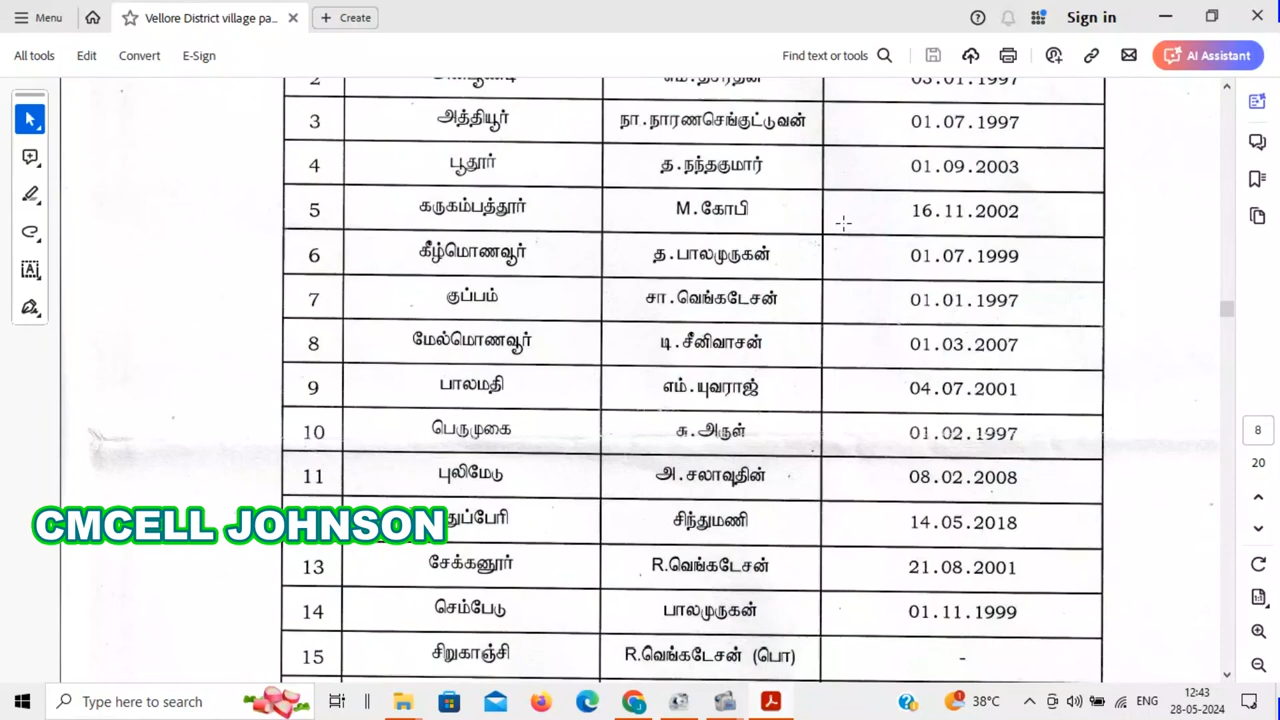 Menu
Vellore District village pa...
Create
Sign in
All tools
Edit
Convert
E-Sign
Find text or tools
AI Assistant
2 03.01.1997
3 அத்தியூர் நா.நாரணசெங்குட்டுவன் 01.07.1997
4 பூதூர் த.நந்தகுமார் 01.09.2003
5 கருகம்பத்தூர் M.கோபி 16.11.2002
6 கீழ்மொணவூர் த.பாலமுருகன் 01.07.1999
7 குப்பம் சா.வெங்கடேசன் 01.01.1997
8 மேல்மொணவூர் டி.சீனிவாசன் 01.03.2007
9 பாலமதி எம்.யுவராஜ் 04.07.2001
10 பெருமுகை சு.அருள் 01.02.1997
11 புலிமேடு அ.சலாவுதின் 08.02.2008
துப்பேரி சிந்துமணி 14.05.2018
13 சேக்கனூர் R.வெங்கடேசன் 21.08.2001
14 செம்பேடு பாலமுருகன் 01.11.1999
15 சிறுகாஞ்சி R.வெங்கடேசன் (பொ) -
CMCELL JOHNSON
8
20
Type here to search
38°C
ENG
12:43
28-05-2024